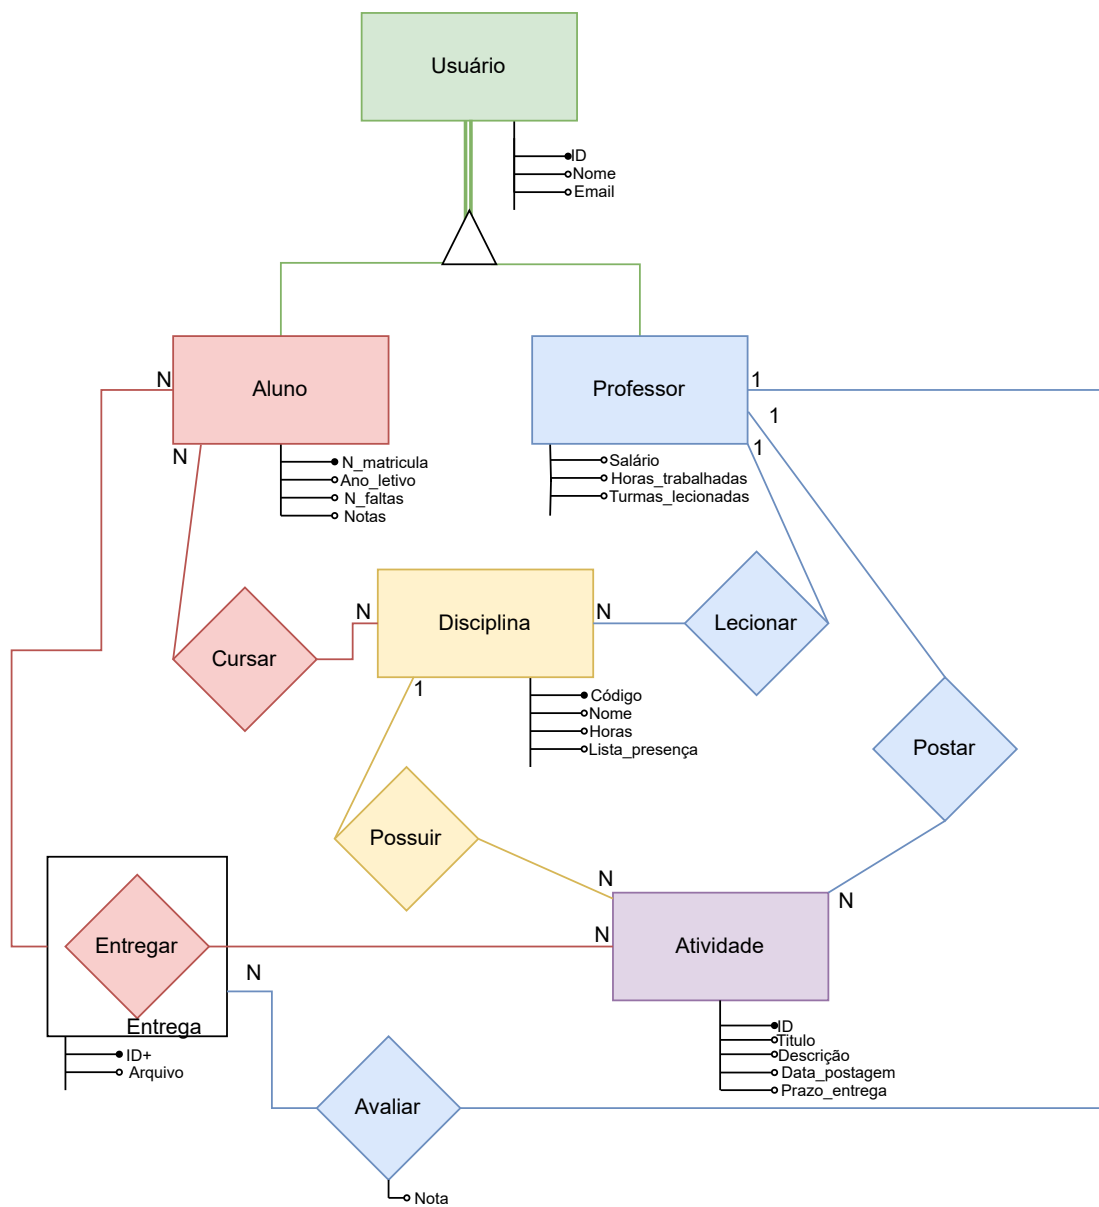 Usuário
ID
Nome
Email
N
Aluno
Professor
1
1
N
1
N_matricula
Ano_letivo
N_faltas
Notas
Salário
Horas_trabalhadas
Turmas_lecionadas
N
Disciplina
N
Lecionar
Cursar
1
Código
Nome
Horas
Lista_presença
Postar
Possuir
N
N
N
Entregar
Atividade
N
Entrega
ID+
Arquivo
ID
Titulo
Descrição
Data_postagem
Prazo_entrega
Avaliar
Nota